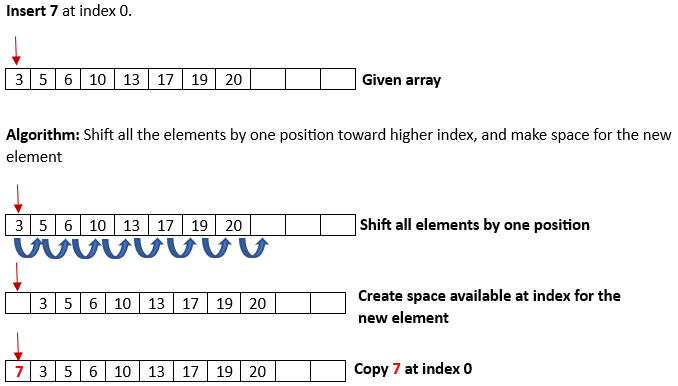 Insert 7 at index 0.
3 5 6 10 13 17 19 20 Given array
Algorithm: Shift all the elements by one position toward higher index, and make space for the new
element
3 5 6 10 13 17 19 20 Shift all elements by one position
3 5 6 10 13 17 19 20 Create space available at index for the
new element
7 3 5 6 10 13 17 19 20 Copy 7 at index 0